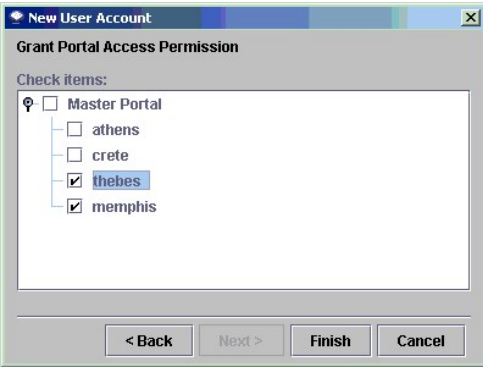 New User Account
Grant Portal Access Permission
Check items:
Master Portal
athens
crete
thebes
memphis
< Back Next > Finish Cancel